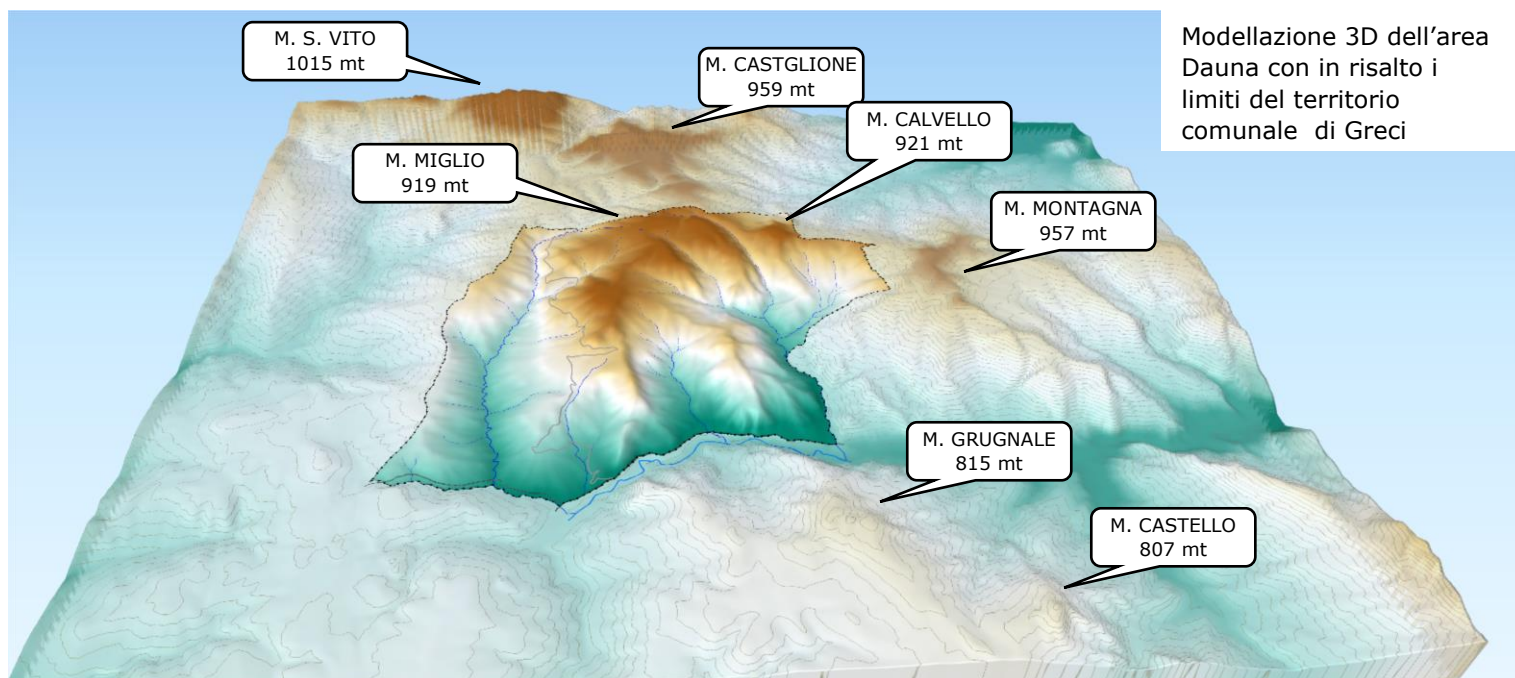 M. S. VITO
1015 mt
M. CASTGLIONE
959 mt
M. CALVELLO
921 mt
M. MIGLIO
919 mt
M. MONTAGNA
957 mt
M. GRUGNALE
815 mt
M. CASTELLO
807 mt
Modellazione 3D dell’area
Dauna con in risalto i
limiti del territorio
comunale  di Greci